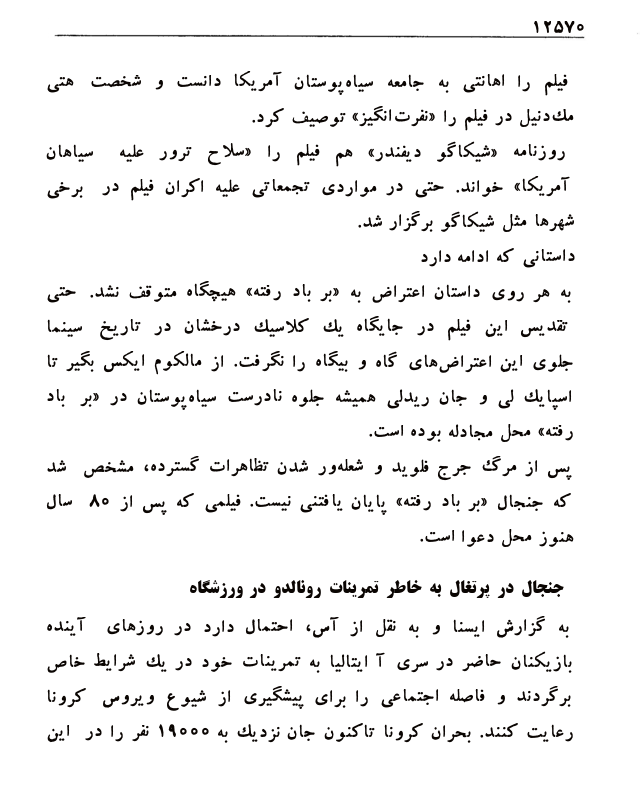 ۱۲۵۷۰
فیلم را اهانتی به جامعه سیاه‌پوستان آمریکا دانست و شخصت هتی
مك‌دنیل در فیلم را «نفرت‌انگیز» توصیف کرد.
روزنامه «شیکاگو دیفندر» هم فیلم را «سلاح ترور علیه سیاهان
آمریکا» خواند. حتی در مواردی تجمعاتی علیه اکران فیلم در برخی
شهرها مثل شیکاگو برگزار شد.
داستانی که ادامه دارد
به هر روی داستان اعتراض به «بر باد رفته» هیچگاه متوقف نشد. حتی
تقدیس این فیلم در جایگاه یك کلاسیك درخشان در تاریخ سینما
جلوی این اعتراض‌های گاه و بیگاه را نگرفت. از مالکوم ایکس بگیر تا
اسپایك لی و جان ریدلی همیشه جلوه نادرست سیاه‌پوستان در «بر باد
رفته» محل مجادله بوده است.
پس از مرگ جرج فلوید و شعله‌ور شدن تظاهرات گسترده، مشخص شد
که جنجال «بر باد رفته» پایان یافتنی نیست. فیلمی که پس از ۸۰ سال
هنوز محل دعوا است.
جنجال در پرتغال به خاطر تمرینات رونالدو در ورزشگاه
به گزارش ایسنا و به نقل از آس، احتمال دارد در روزهای آینده
بازیکنان حاضر در سری آ ایتالیا به تمرینات خود در یك شرایط خاص
برگردند و فاصله اجتماعی را برای پیشگیری از شیوع ویروس کرونا
رعایت کنند. بحران کرونا تاکنون جان نزدیك به ۱۹۰۰۰ نفر را در این